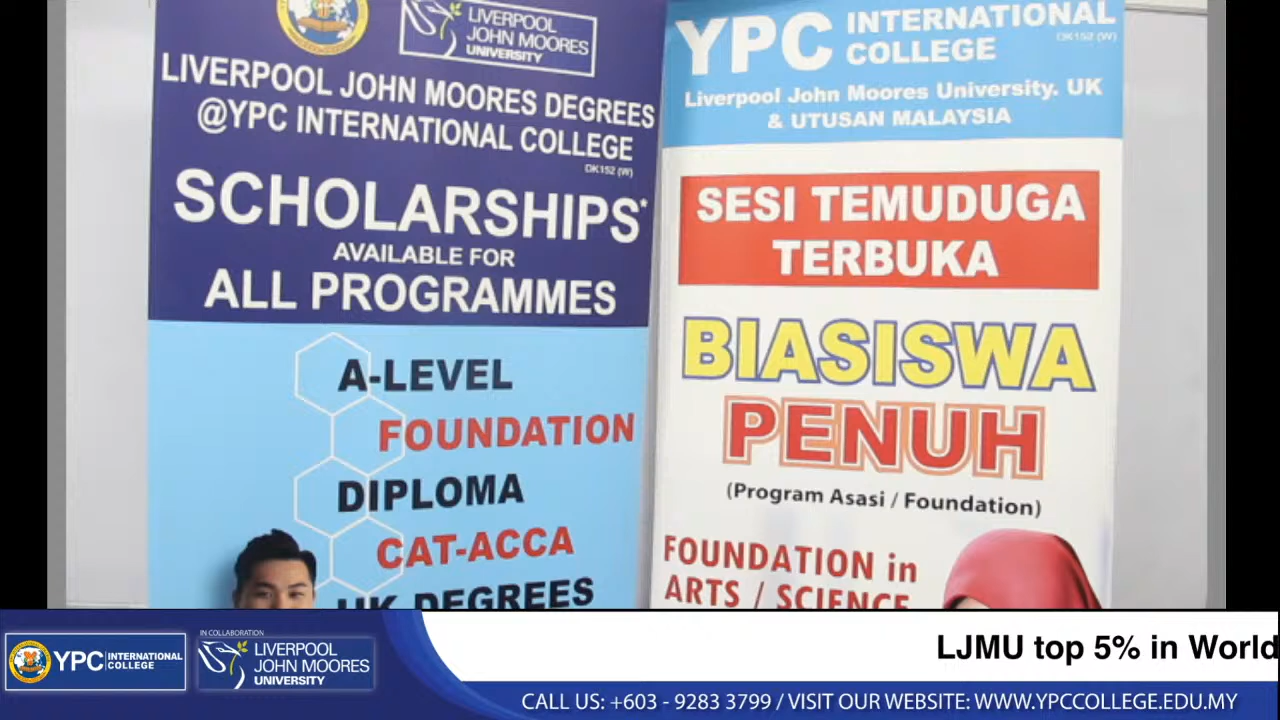 LIVERPOOL
JOHN MOORES
UNIVERSITY
LIVERPOOL JOHN MOORES DEGREES
@YPC INTERNATIONAL COLLEGE
DK152 (W)
SCHOLARSHIPS*
AVAILABLE FOR
ALL PROGRAMMES
A-LEVEL
FOUNDATION
DIPLOMA
CAT-ACCA
UK DEGREES
YPC INTERNATIONAL
COLLEGE
DK152 (W)
Liverpool John Moores University. UK
& UTUSAN MALAYSIA
SESI TEMUDUGA
TERBUKA
BIASISWA
PENUH
(Program Asasi / Foundation)
FOUNDATION in
ARTS / SCIENCE
YPC INTERNATIONAL
COLLEGE
IN COLLABORATION
LIVERPOOL
JOHN MOORES
UNIVERSITY
LJMU top 5% in World
CALL US: +603 - 9283 3799 / VISIT OUR WEBSITE: WWW.YPCCOLLEGE.EDU.MY